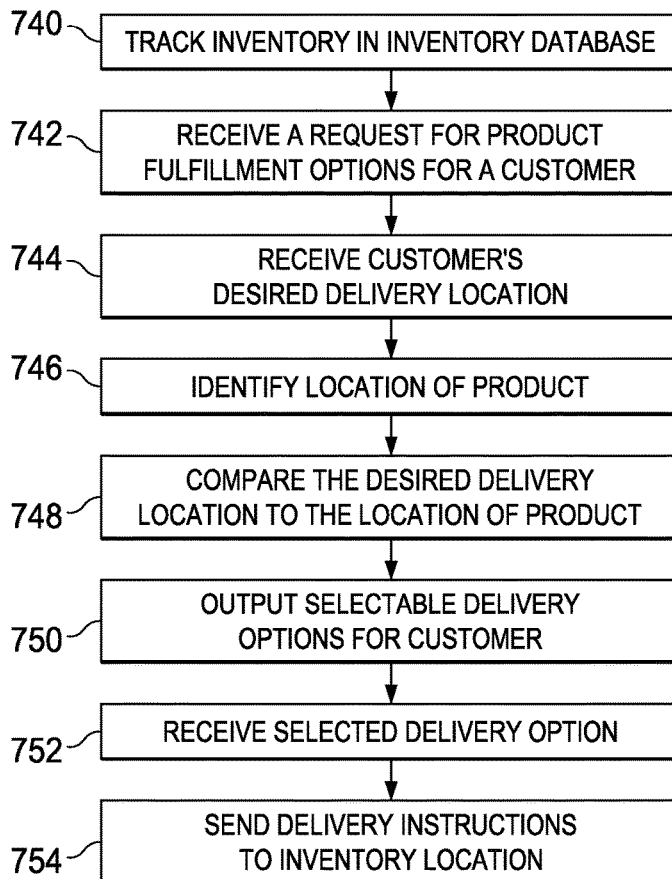 740
TRACK INVENTORY IN INVENTORY DATABASE
742
RECEIVE A REQUEST FOR PRODUCT
FULFILLMENT OPTIONS FOR A CUSTOMER
744
RECEIVE CUSTOMER'S
DESIRED DELIVERY LOCATION
746
IDENTIFY LOCATION OF PRODUCT
748
COMPARE THE DESIRED DELIVERY
LOCATION TO THE LOCATION OF PRODUCT
750
OUTPUT SELECTABLE DELIVERY
OPTIONS FOR CUSTOMER
752
RECEIVE SELECTED DELIVERY OPTION
754
SEND DELIVERY INSTRUCTIONS
TO INVENTORY LOCATION